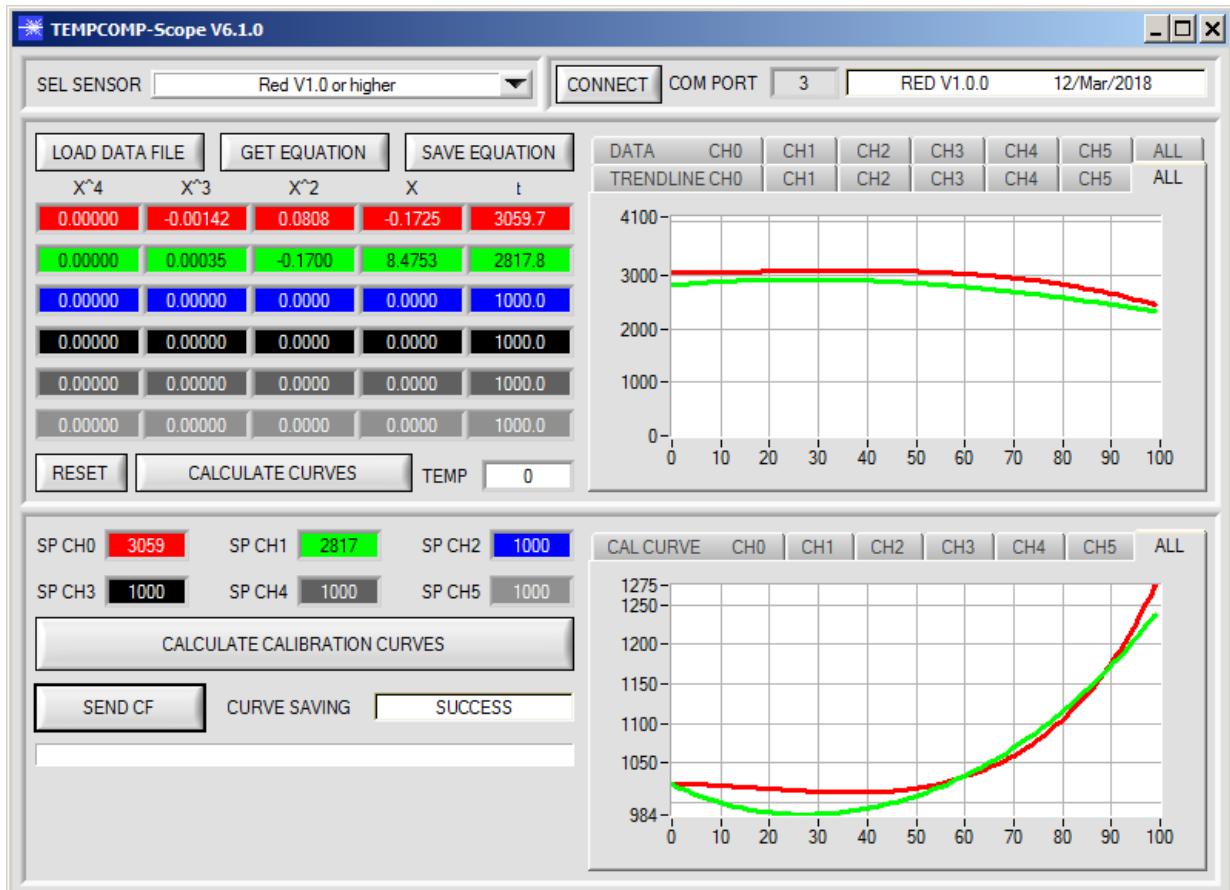 TEMPCOMP-Scope V6.1.0
SEL SENSOR Red V1.0 or higher
CONNECT COM PORT 3 RED V1.0.0 12/Mar/2018
LOAD DATA FILE GET EQUATION SAVE EQUATION
X^4 X^3 X^2 X t
0.00000 -0.00142 0.0808 -0.1725 3059.7
0.00000 0.00035 -0.1700 8.4753 2817.8
0.00000 0.00000 0.0000 0.0000 1000.0
0.00000 0.00000 0.0000 0.0000 1000.0
0.00000 0.00000 0.0000 0.0000 1000.0
0.00000 0.00000 0.0000 0.0000 1000.0
RESET CALCULATE CURVES TEMP 0
DATA CH0 CH1 CH2 CH3 CH4 CH5 ALL
TRENDLINE CH0 CH1 CH2 CH3 CH4 CH5 ALL
4100
3000
2000
1000
0
0 10 20 30 40 50 60 70 80 90 100
SP CH0 3059 SP CH1 2817 SP CH2 1000
SP CH3 1000 SP CH4 1000 SP CH5 1000
CALCULATE CALIBRATION CURVES
SEND CF CURVE SAVING SUCCESS
CAL CURVE CH0 CH1 CH2 CH3 CH4 CH5 ALL
1275
1250
1200
1150
1100
1050
984
0 10 20 30 40 50 60 70 80 90 100